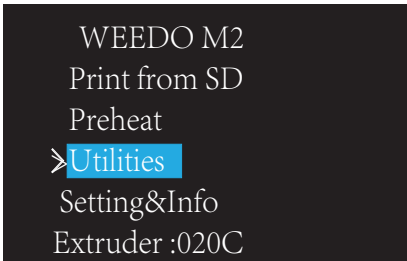 WEEDO M2
Print from SD
Preheat
Utilities
Setting&Info
Extruder :020C